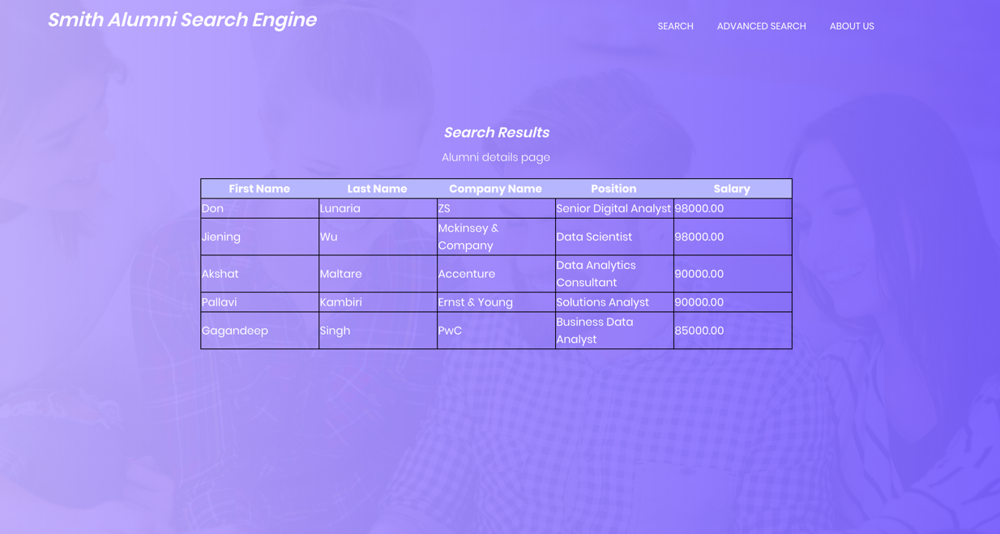 Smith Alumni Search Engine
SEARCH ADVANCED SEARCH ABOUT US
Search Results
Alumni details page
First Name Last Name Company Name Position Salary
Don Lunaria ZS Senior Digital Analyst 98000.00
Jiening Wu Mckinsey &
Company Data Scientist 98000.00
Akshat Maltare Accenture Data Analytics
Consultant 90000.00
Pallavi Kambiri Ernst & Young Solutions Analyst 90000.00
Gagandeep Singh PwC Business Data
Analyst 85000.00